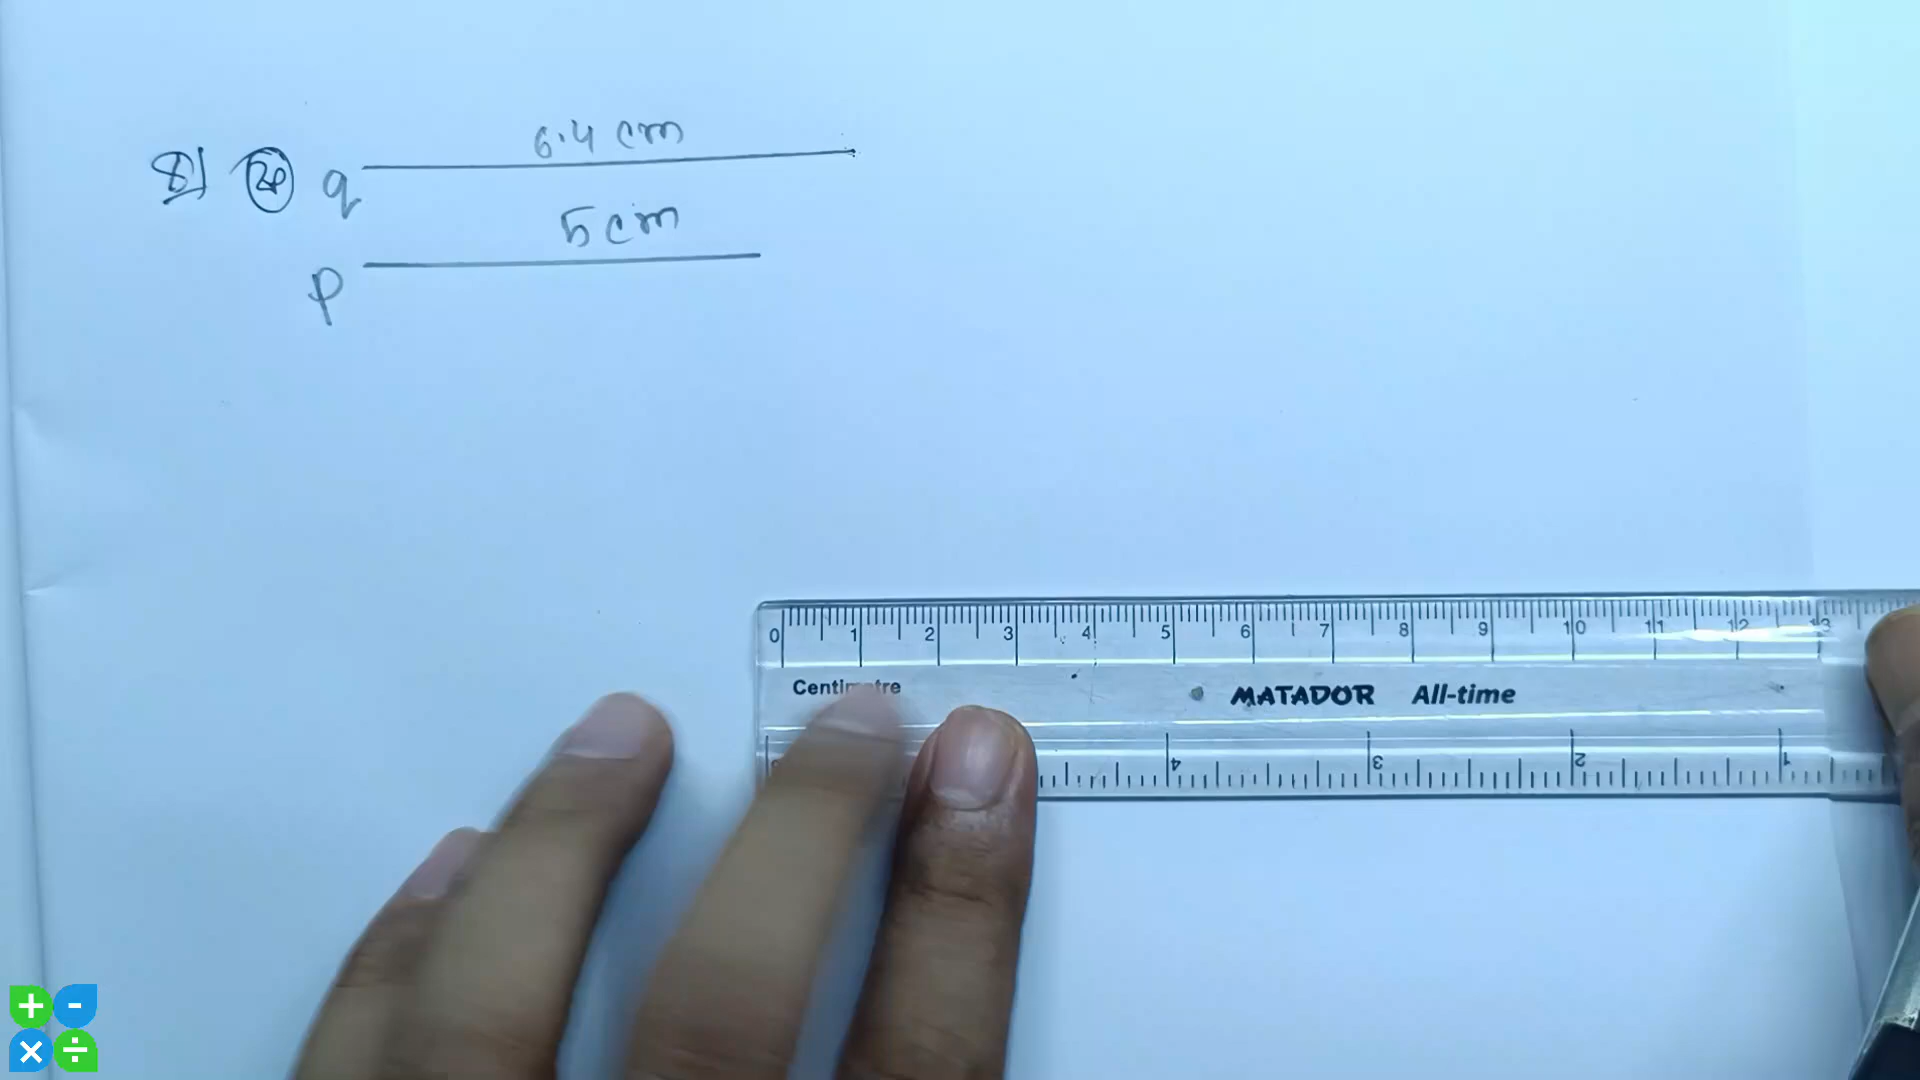 6.4 cm
৪। q
5 cm
p
0 1 2 3 4 5 6 7 8 9 10 11 12 13
Centimetre MATADOR All-time
4 3 2 1
+ -
× ÷